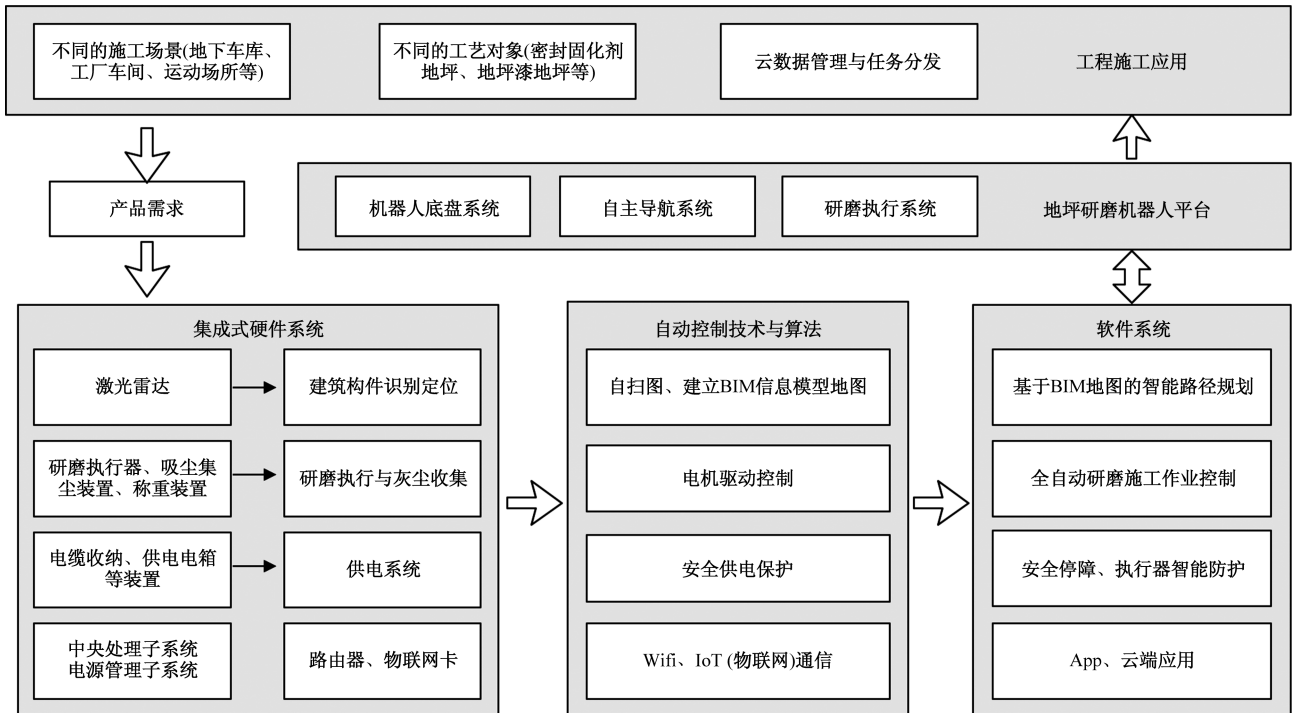 不同的施工场景(地下车库、
工厂车间、运动场所等)
不同的工艺对象(密封固化剂
地坪、地坪漆地坪等)
云数据管理与任务分发
工程施工应用
产品需求
机器人底盘系统
自主导航系统
研磨执行系统
地坪研磨机器人平台
集成式硬件系统
激光雷达
建筑构件识别定位
研磨执行器、吸尘集
尘装置、称重装置
研磨执行与灰尘收集
电缆收纳、供电电箱
等装置
供电系统
中央处理子系统
电源管理子系统
路由器、物联网卡
自动控制技术与算法
自扫图、建立BIM信息模型地图
电机驱动控制
安全供电保护
Wifi、IoT (物联网)通信
软件系统
基于BIM地图的智能路径规划
全自动研磨施工作业控制
安全停障、执行器智能防护
App、云端应用